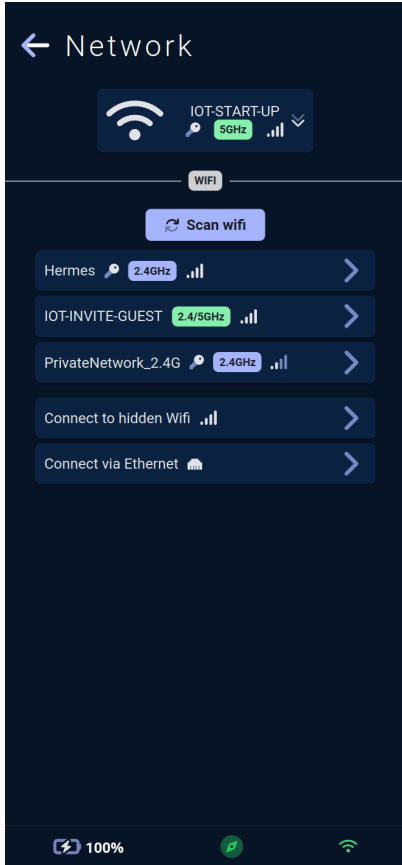 Network
IOT-START-UP
5GHz
WIFI
Scan wifi
Hermes 2.4GHz
IOT-INVITE-GUEST 2.4/5GHz
PrivateNetwork_2.4G 2.4GHz
Connect to hidden Wifi
Connect via Ethernet
100%